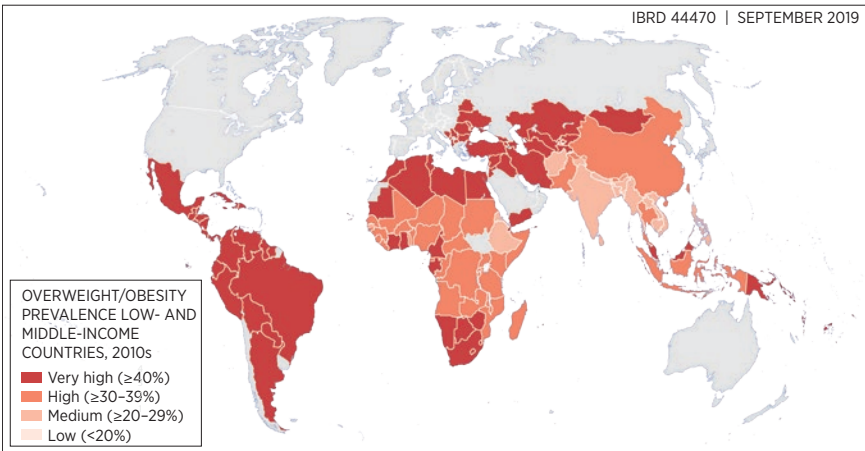 IBRD 44470 | SEPTEMBER 2019
OVERWEIGHT/OBESITY
PREVALENCE LOW- AND
MIDDLE-INCOME
COUNTRIES, 2010s
Very high (≥40%)
High (≥30–39%)
Medium (≥20–29%)
Low (<20%)